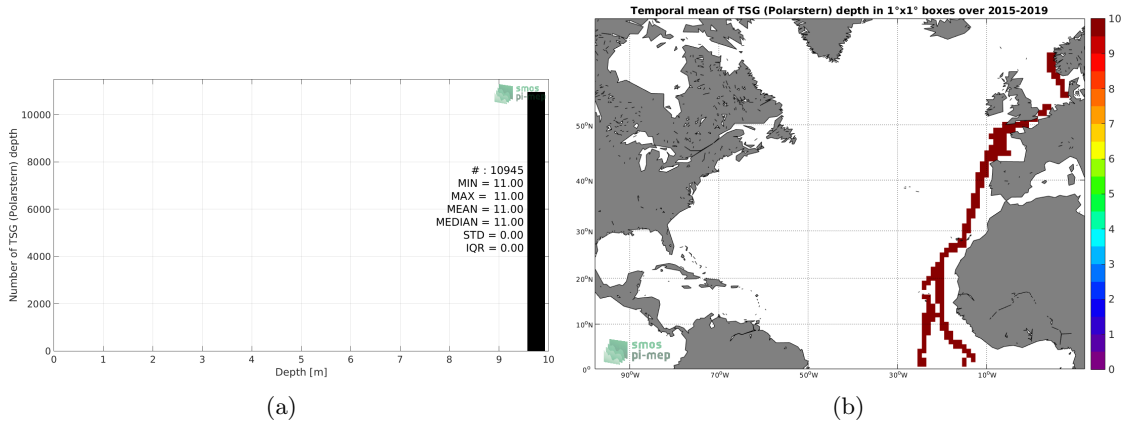 Temporal mean of TSG (Polarstern) depth in 1°x1° boxes over 2015-2019
Number of TSG (Polarstern) depth
10000
8000
6000
4000
2000
0
smos
pi-mep
# : 10945
MIN = 11.00
MAX = 11.00
MEAN = 11.00
MEDIAN = 11.00
STD = 0.00
IQR = 0.00
0 1 2 3 4 5 6 7 8 9 10
Depth [m]
50°N
40°N
30°N
20°N
10°N
0°
90°W 70°W 50°W 30°W 10°W
smos
pi-mep
10
9
8
7
6
5
4
3
2
1
0
(a)
(b)